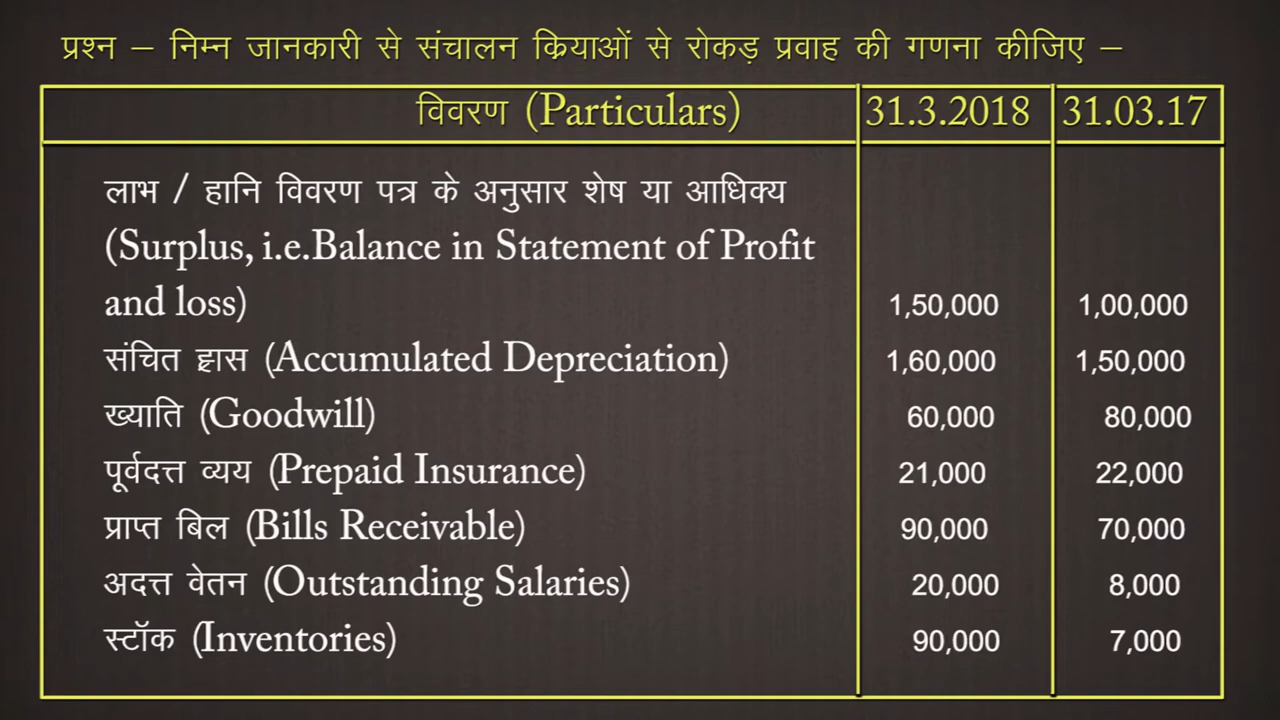 प्रश्न – निम्न जानकारी से संचालन क्रियाओं से रोकड़ प्रवाह की गणना कीजिए –
विवरण (Particulars) 31.3.2018 31.03.17
लाभ / हानि विवरण पत्र के अनुसार शेष या आधिक्य
(Surplus, i.e.Balance in Statement of Profit
and loss) 1,50,000 1,00,000
संचित ह्रास (Accumulated Depreciation) 1,60,000 1,50,000
ख्याति (Goodwill) 60,000 80,000
पूर्वदत्त व्यय (Prepaid Insurance) 21,000 22,000
प्राप्त बिल (Bills Receivable) 90,000 70,000
अदत्त वेतन (Outstanding Salaries) 20,000 8,000
स्टॉक (Inventories) 90,000 7,000